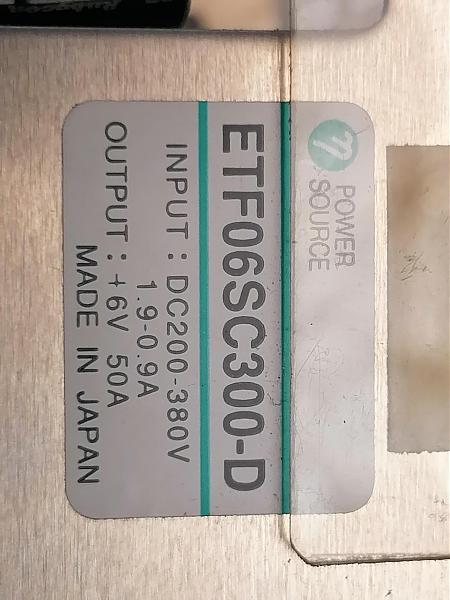 POWER
SOURCE
ETF06SC300-D
INPUT : DC200-380V
1.9-0.9A
OUTPUT : +6V 50A
MADE IN JAPAN